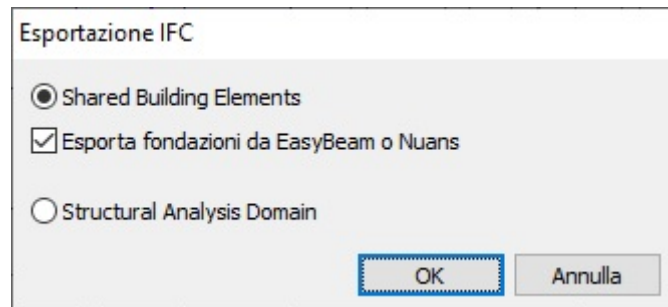 Esportazione IFC
Shared Building Elements
Esporta fondazioni da EasyBeam o Nuans
Structural Analysis Domain
OK
Annulla